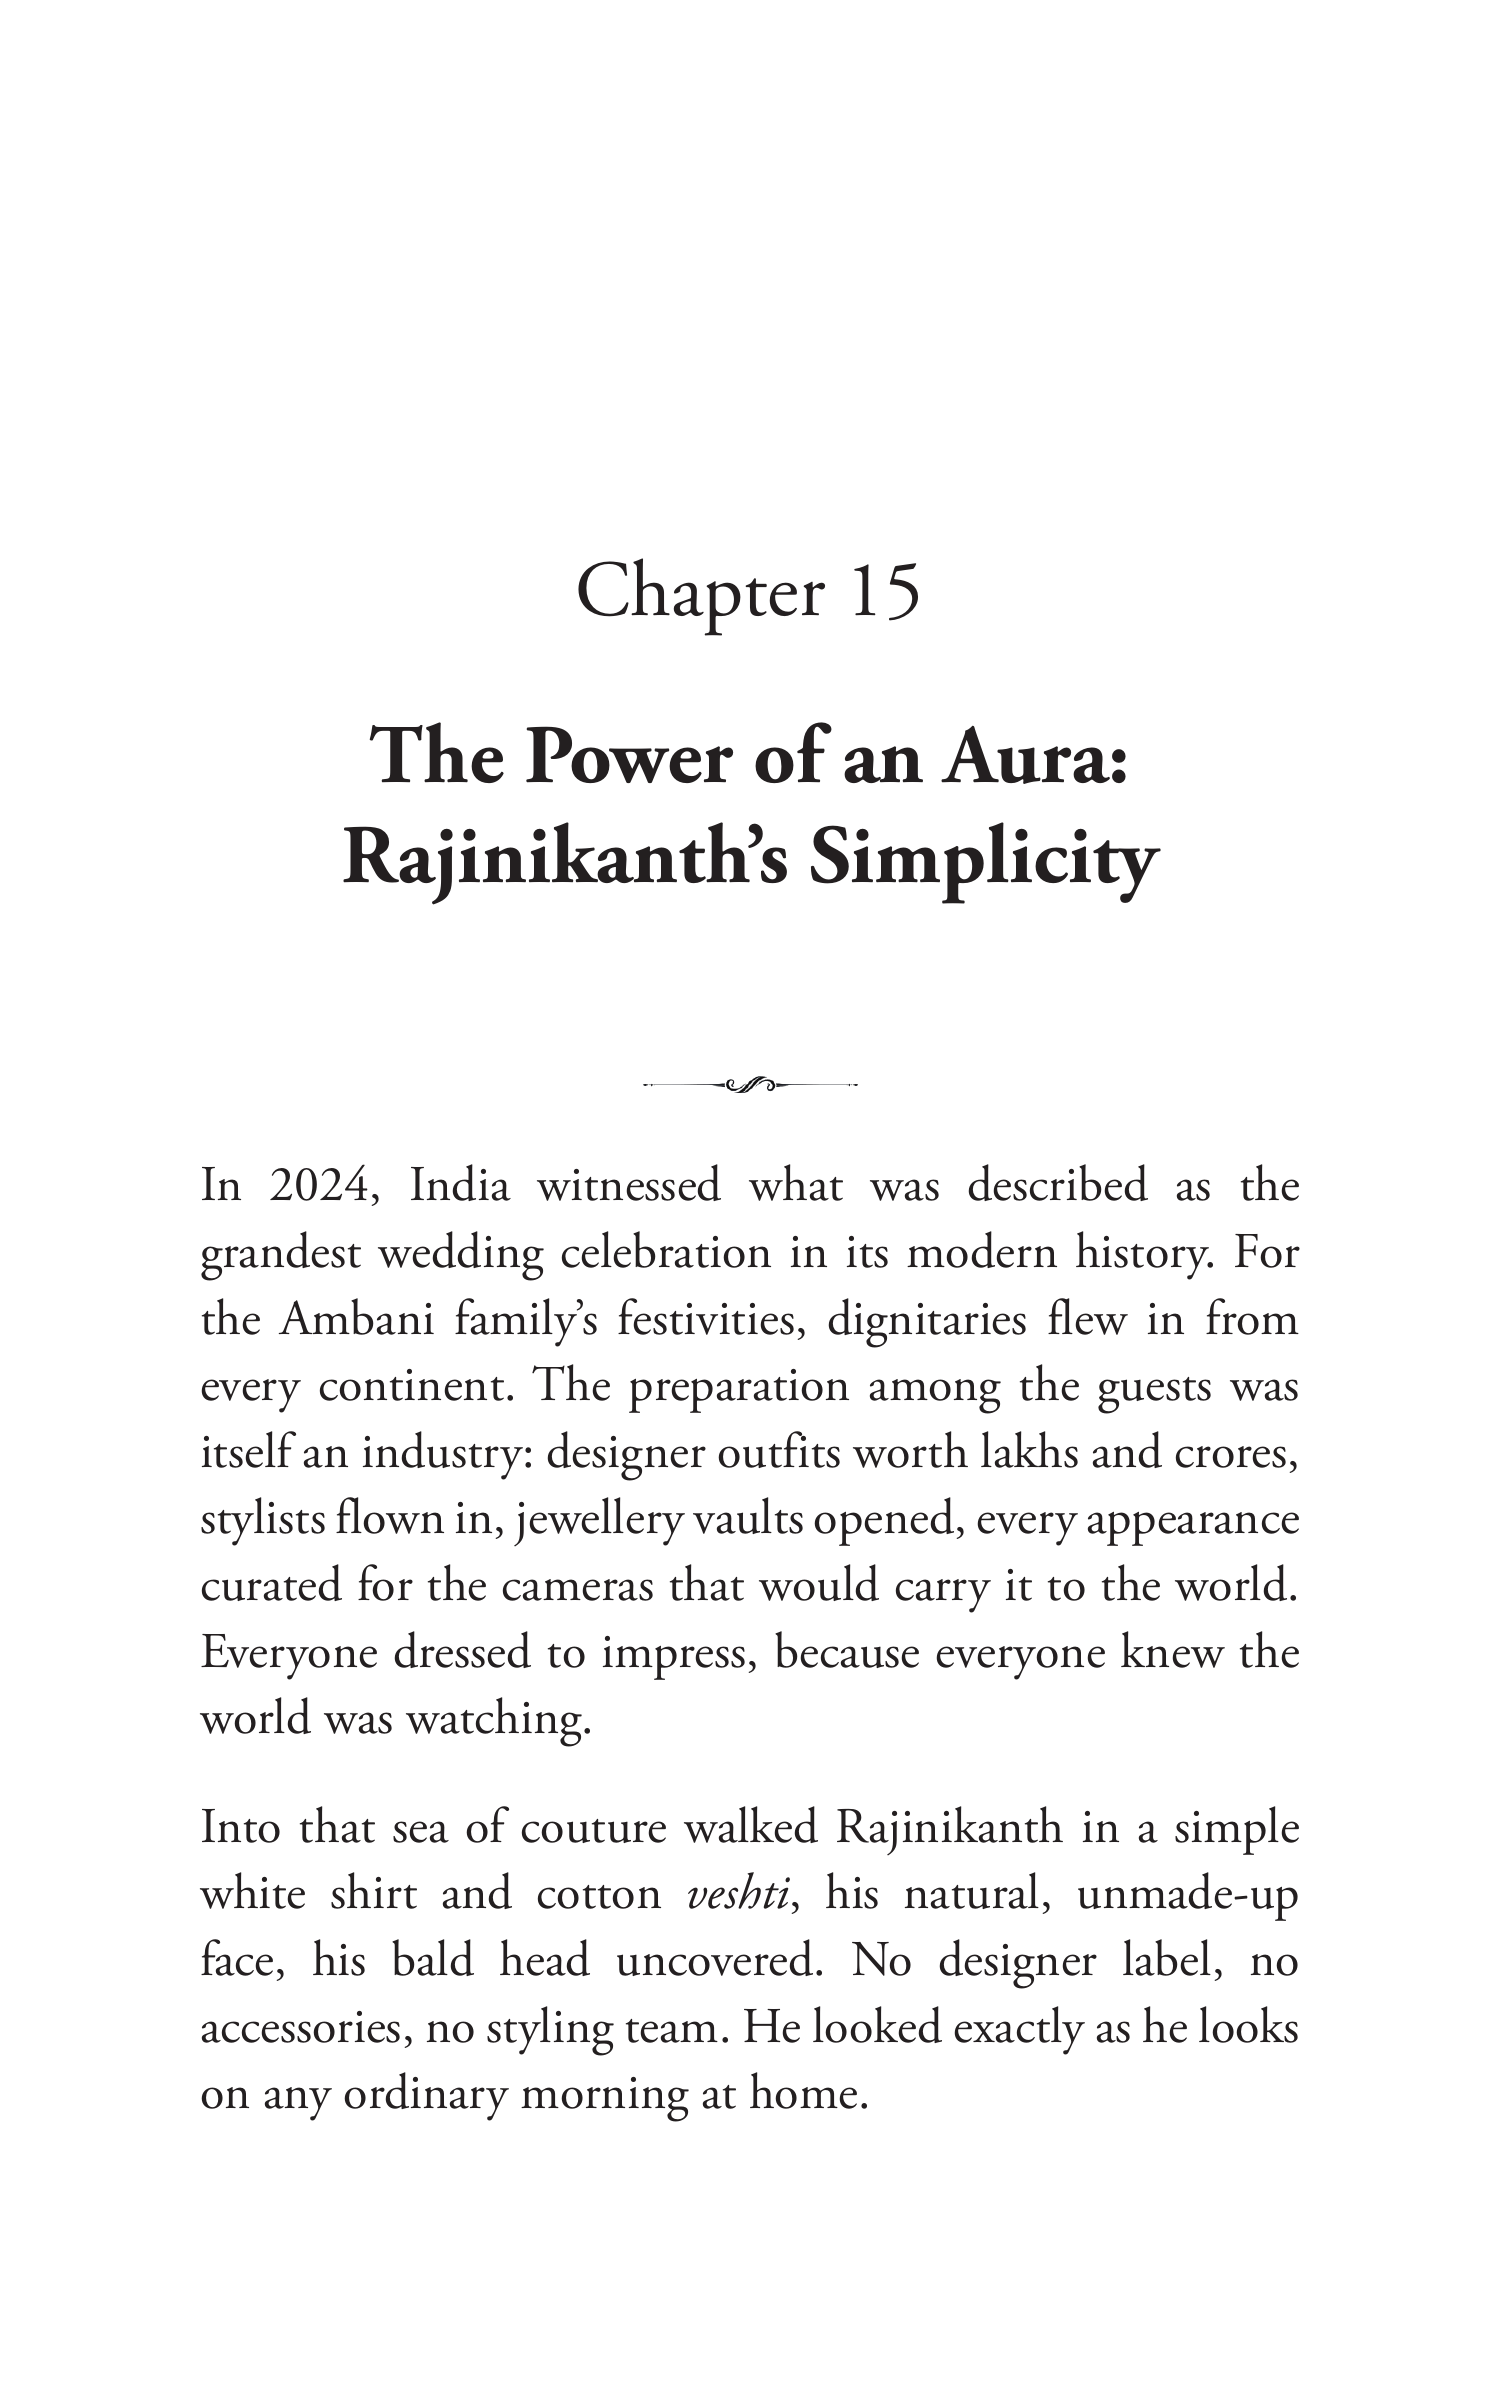 Chapter 15
The Power of an Aura:
Rajinikanth’s Simplicity
In 2024, India witnessed what was described as the
grandest wedding celebration in its modern history. For
the Ambani family’s festivities, dignitaries flew in from
every continent. The preparation among the guests was
itself an industry: designer outfits worth lakhs and crores,
stylists flown in, jewellery vaults opened, every appearance
curated for the cameras that would carry it to the world.
Everyone dressed to impress, because everyone knew the
world was watching.
Into that sea of couture walked Rajinikanth in a simple
white shirt and cotton veshti, his natural, unmade-up
face, his bald head uncovered. No designer label, no
accessories, no styling team. He looked exactly as he looks
on any ordinary morning at home.